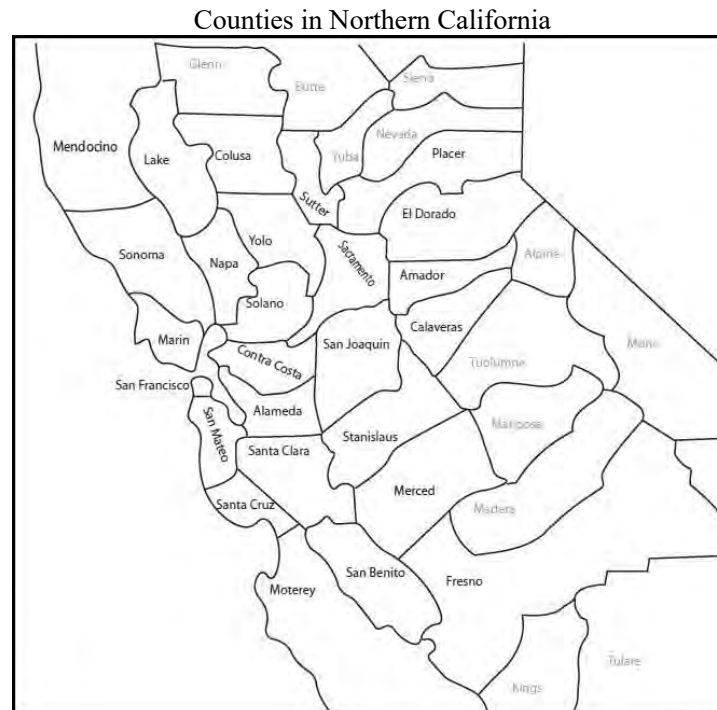 Counties in Northern California
Glenn
Butte
Sierra
Mendocino
Lake
Colusa
Yuba
Nevada
Placer
Sutter
El Dorado
Sonoma
Napa
Yolo
Sacramento
Alpine
Amador
Solano
Marin
Contra Costa
San Joaquin
Calaveras
Mono
Tuolumne
San Francisco
San Mateo
Alameda
Stanislaus
Mariposa
Santa Clara
Merced
Santa Cruz
Madera
Moterey
San Benito
Fresno
Tulare
Kings